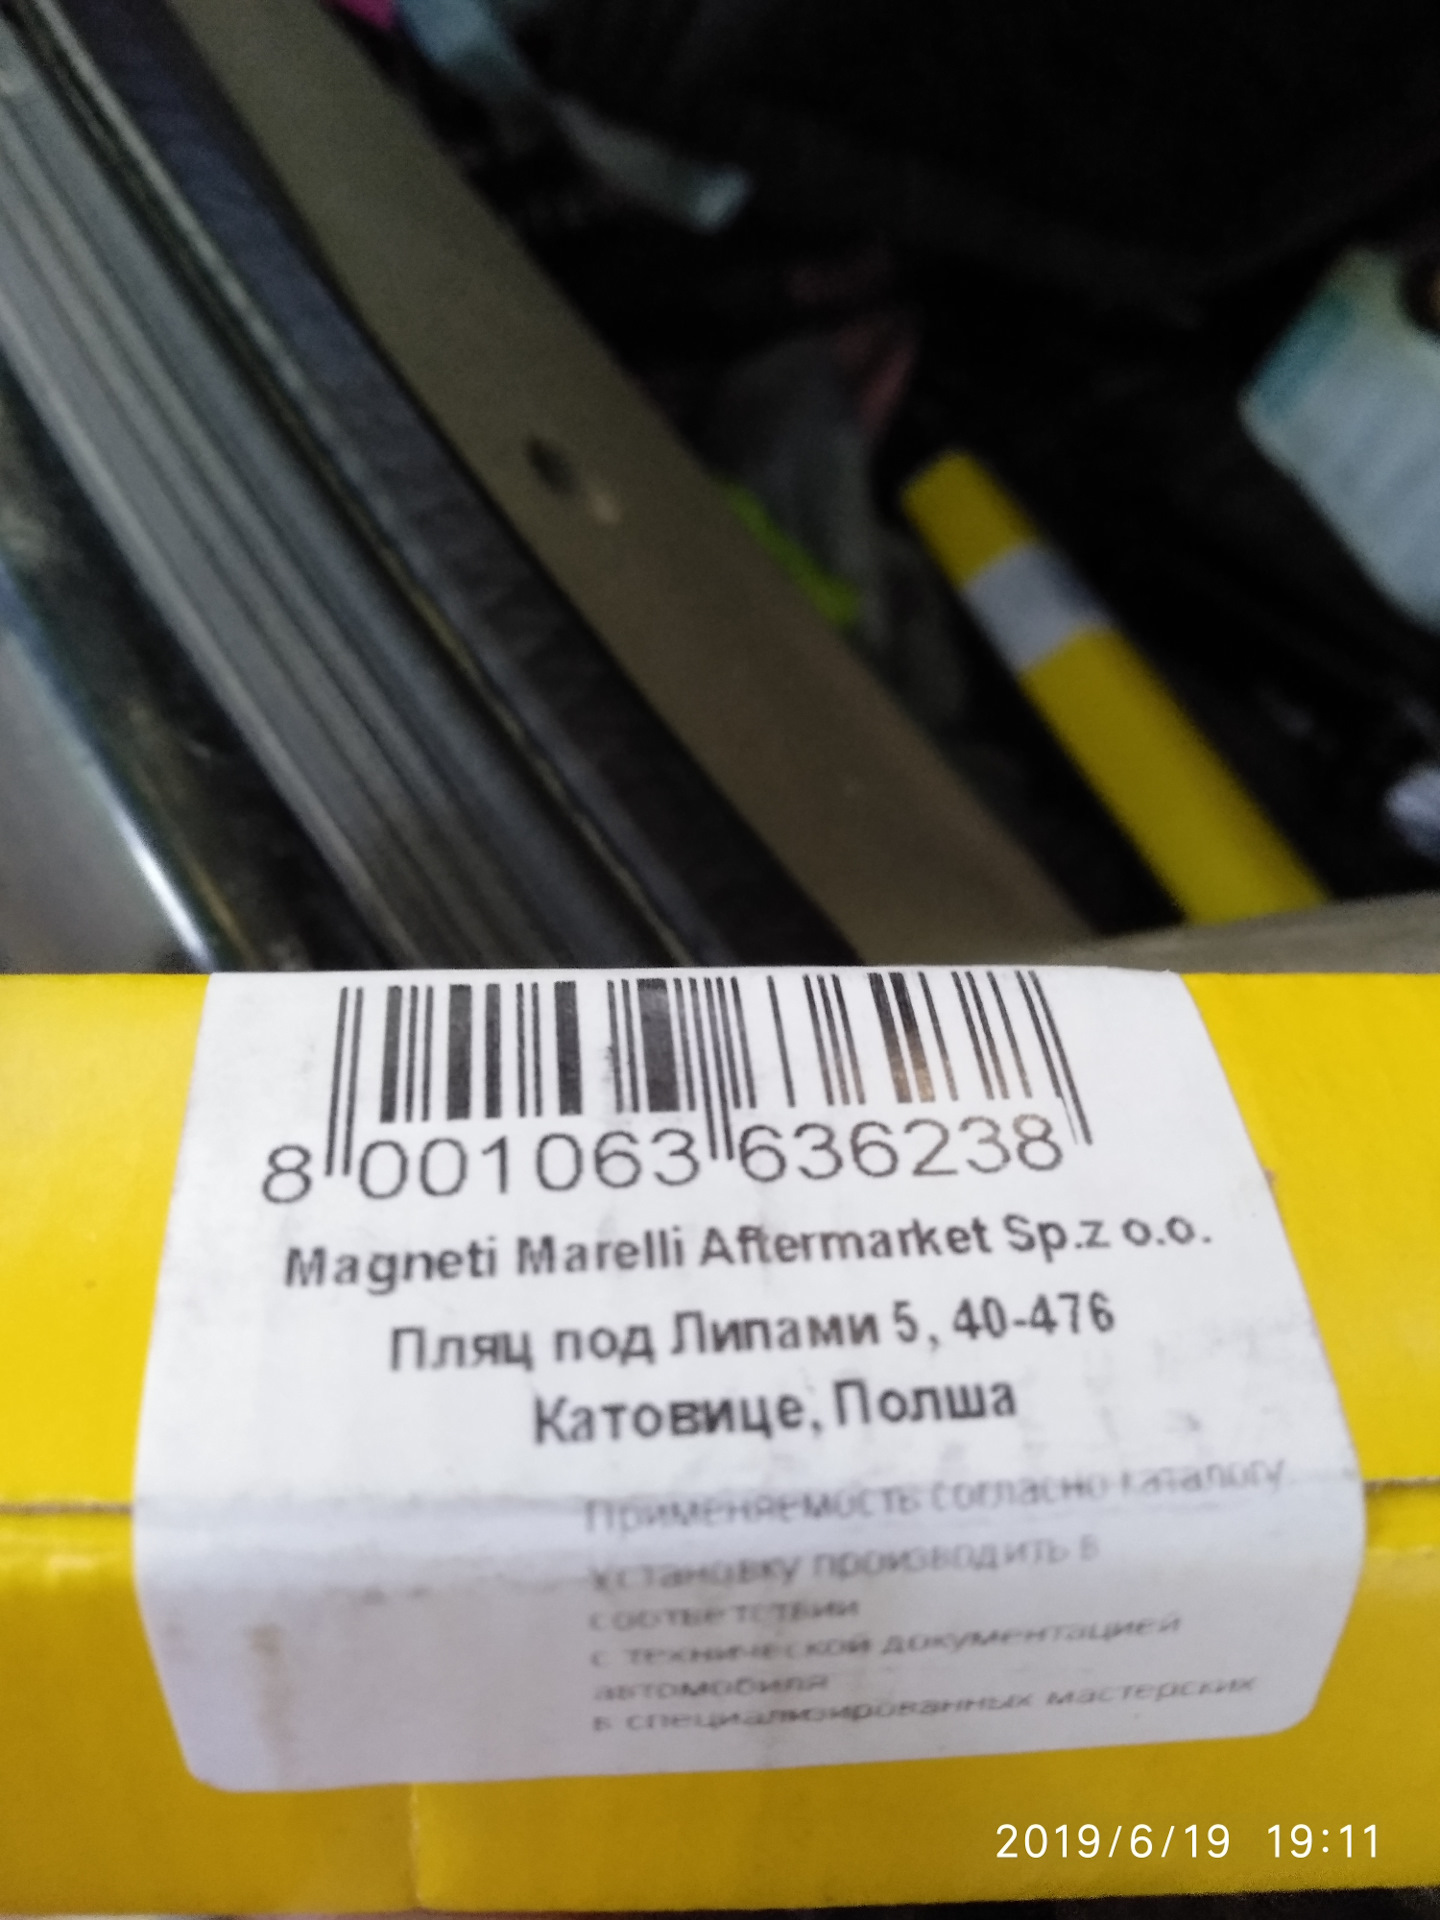 8 001063 636238
Magneti Marelli Aftermarket Sp.z o.o.
Пляц под Липами 5, 40-476
Катовице, Полша
Применяемость согласно каталогу.
Установку производить в
соответствии
с технической документацией
автомобиля
в специализированных мастерских
2019/6/19 19:11